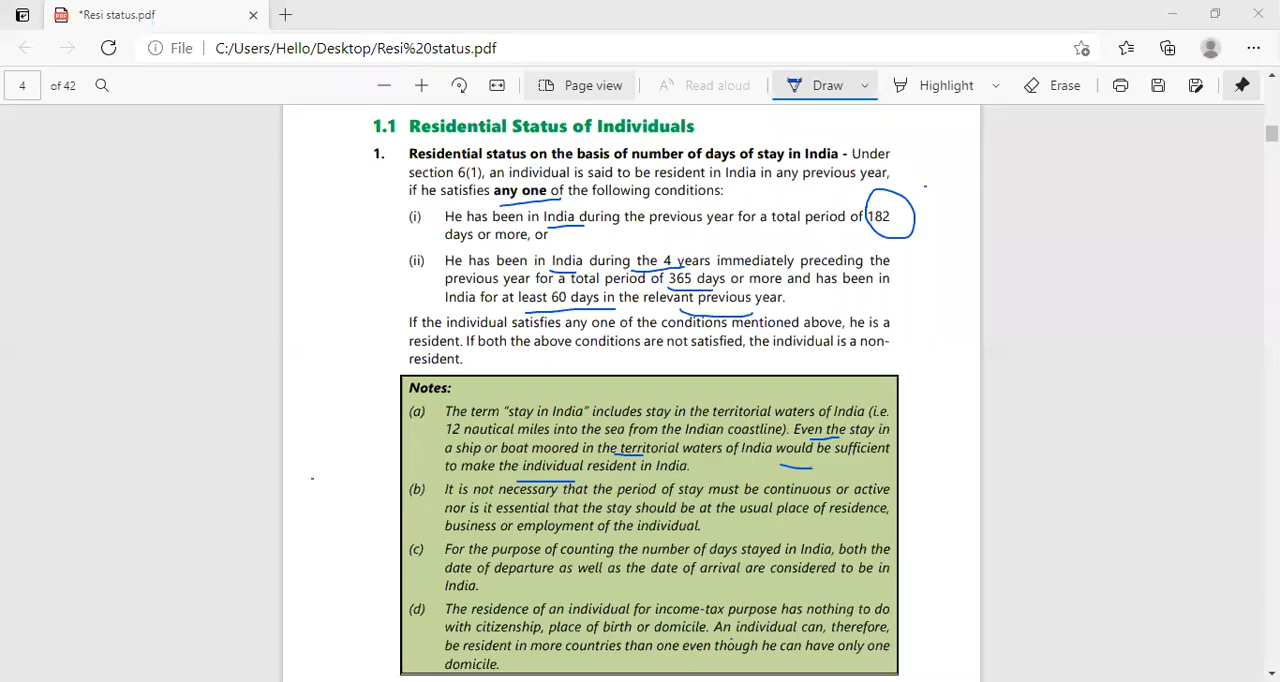 *Resi status.pdf
File C:/Users/Hello/Desktop/Resi%20status.pdf
4 of 42 Page view Read aloud Draw Highlight Erase
1.1 Residential Status of Individuals
1. Residential status on the basis of number of days of stay in India - Under
section 6(1), an individual is said to be resident in India in any previous year,
if he satisfies any one of the following conditions:
(i) He has been in India during the previous year for a total period of 182
days or more, or
(ii) He has been in India during the 4 years immediately preceding the
previous year for a total period of 365 days or more and has been in
India for at least 60 days in the relevant previous year.
If the individual satisfies any one of the conditions mentioned above, he is a
resident. If both the above conditions are not satisfied, the individual is a non-
resident.
Notes:
(a) The term "stay in India" includes stay in the territorial waters of India (i.e.
12 nautical miles into the sea from the Indian coastline). Even the stay in
a ship or boat moored in the territorial waters of India would be sufficient
to make the individual resident in India.
(b) It is not necessary that the period of stay must be continuous or active
nor is it essential that the stay should be at the usual place of residence,
business or employment of the individual.
(c) For the purpose of counting the number of days stayed in India, both the
date of departure as well as the date of arrival are considered to be in
India.
(d) The residence of an individual for income-tax purpose has nothing to do
with citizenship, place of birth or domicile. An individual can, therefore,
be resident in more countries than one even though he can have only one
domicile.